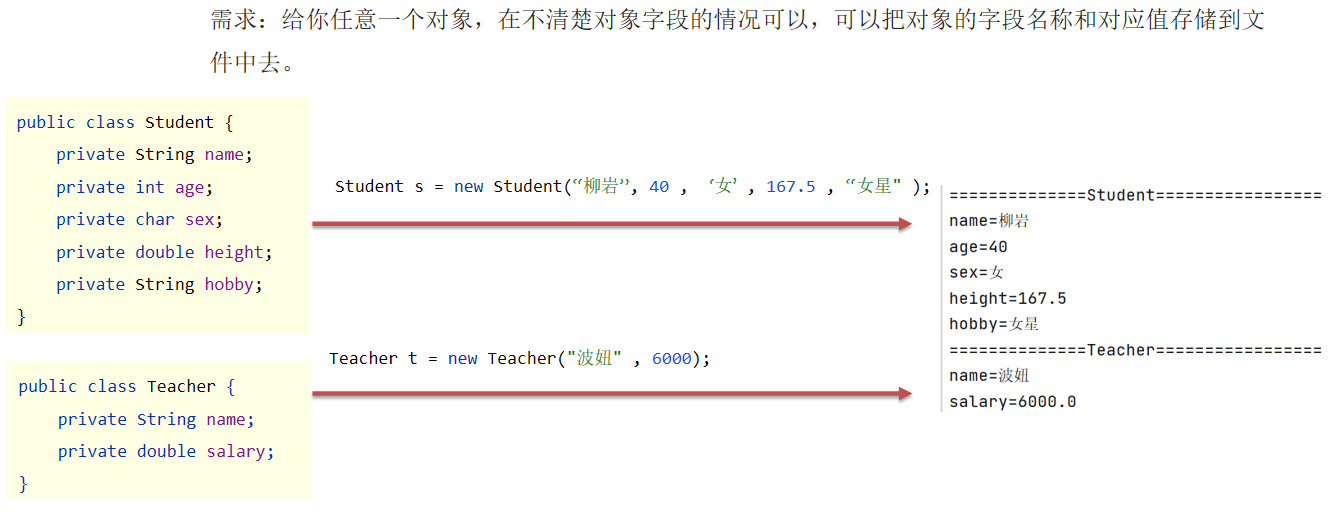 需求：给你任意一个对象，在不清楚对象字段的情况可以，可以把对象的字段名称和对应值存储到文
件中去。
public class Student {
private String name;
private int age;
private char sex;
private double height;
private String hobby;
}
Student s = new Student(“柳岩”, 40 , ‘女’ , 167.5 , “女星" );
public class Teacher {
private String name;
private double salary;
}
Teacher t = new Teacher("波妞" , 6000);
==============Student=================
name=柳岩
age=40
sex=女
height=167.5
hobby=女星
==============Teacher=================
name=波妞
salary=6000.0